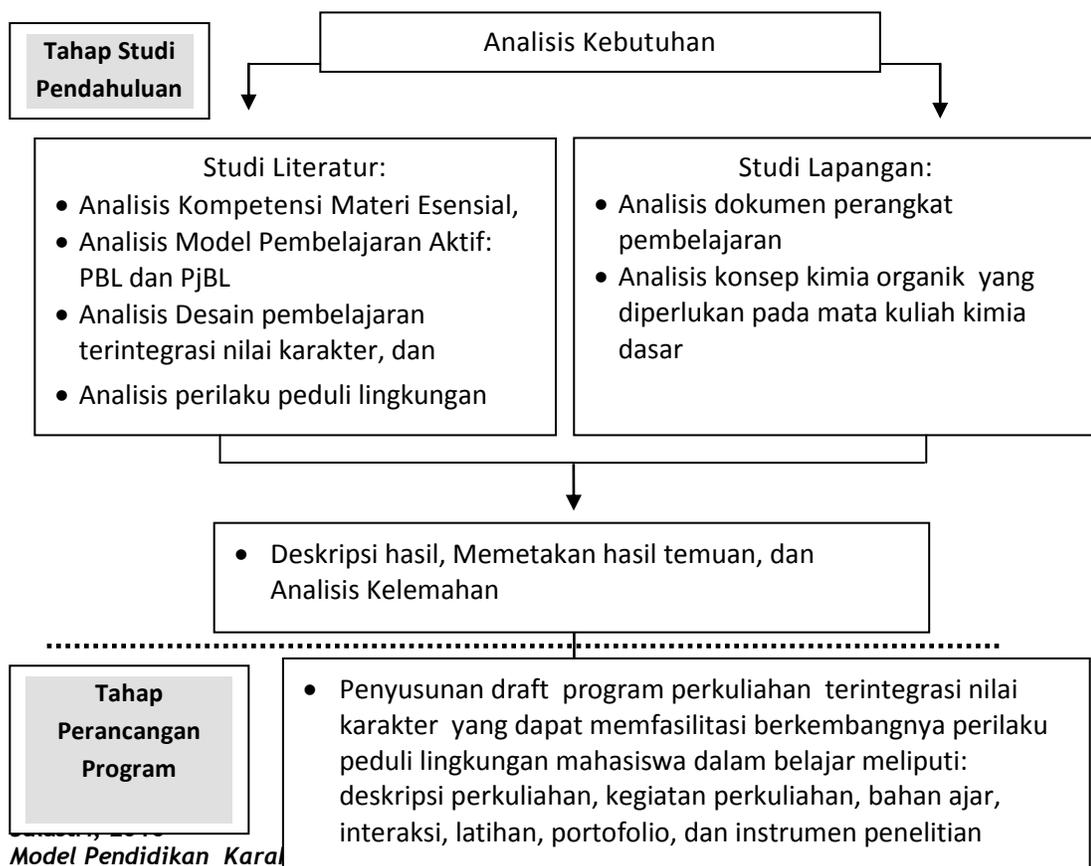 Analisis Kebutuhan
Tahap Studi
Pendahuluan
Studi Literatur:
• Analisis Kompetensi Materi Esensial,
• Analisis Model Pembelajaran Aktif:
PBL dan PjBL
• Analisis Desain pembelajaran
terintegrasi nilai karakter, dan
• Analisis perilaku peduli lingkungan
Studi Lapangan:
• Analisis dokumen perangkat
pembelajaran
• Analisis konsep kimia organik yang
diperlukan pada mata kuliah kimia
dasar
• Deskripsi hasil, Memetakan hasil temuan, dan
Analisis Kelemahan
Tahap
Perancangan
Program
• Penyusunan draft program perkuliahan terintegrasi nilai
karakter yang dapat memfasilitasi berkembangnya perilaku
peduli lingkungan mahasiswa dalam belajar meliputi:
deskripsi perkuliahan, kegiatan perkuliahan, bahan ajar,
interaksi, latihan, portofolio, dan instrumen penelitian
Model Pendidikan